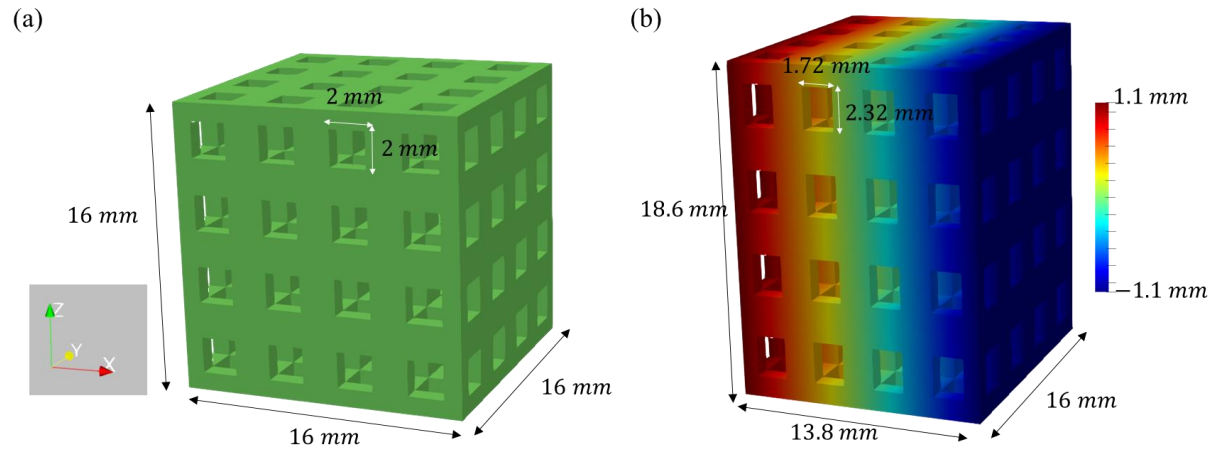 (a)
2 mm
2 mm
16 mm
16 mm
16 mm
Z
Y
X
(b)
1.72 mm
2.32 mm
18.6 mm
13.8 mm
16 mm
1.1 mm
−1.1 mm